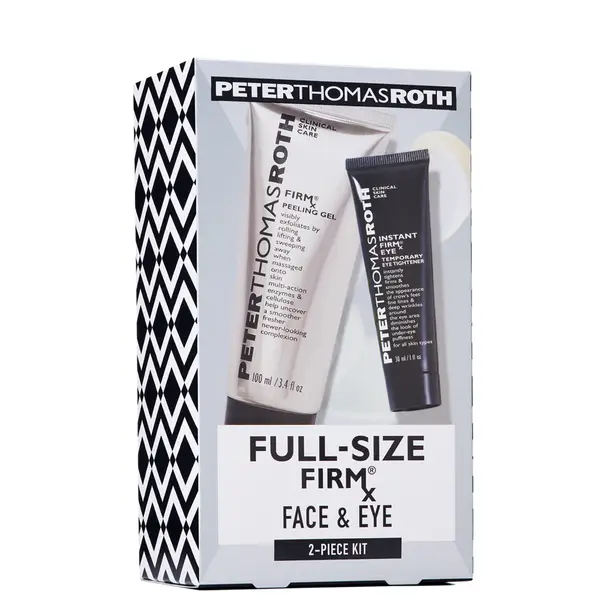 PETERTHOMASROTH
PETERTHOMASROTH
CLINICAL
SKIN
CARE
FIRMx®
PEELING GEL
visibly
exfoliates by
rolling
lifting &
sweeping
away
when
massaged
onto
skin
multi-action
enzymes &
cellulose
help uncover
a smoother
fresher
newer-looking
complexion
100 ml / 3.4 fl oz
PETERTHOMASROTH
CLINICAL
SKIN
CARE
INSTANT
FIRMx®
EYE
TEMPORARY
EYE TIGHTENER
instantly
tightens
firms &
smoothes
the appearance
of crow's feet
fine lines &
deep wrinkles
around
the eye area
diminishes
the look of
under-eye
puffiness
for all skin types
30 ml / 1 fl oz
FULL-SIZE
FIRMx®
FACE & EYE
2-PIECE KIT